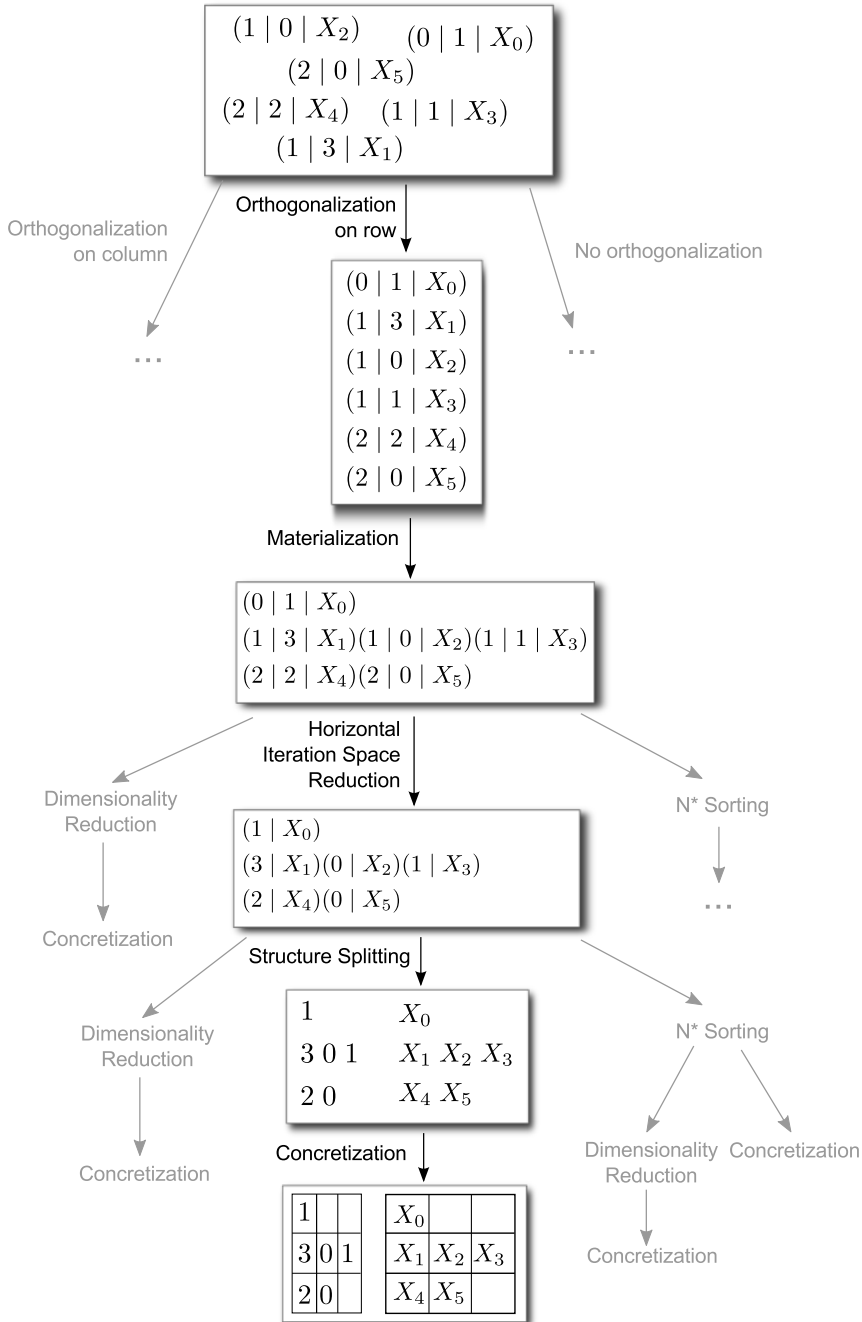 (1 | 0 | X₂)
(0 | 1 | X₀)
(2 | 0 | X₅)
(2 | 2 | X₄)
(1 | 1 | X₃)
(1 | 3 | X₁)
Orthogonalization
on column
Orthogonalization
on row
No orthogonalization
...
...
(0 | 1 | X₀)
(1 | 3 | X₁)
(1 | 0 | X₂)
(1 | 1 | X₃)
(2 | 2 | X₄)
(2 | 0 | X₅)
Materialization
(0 | 1 | X₀)
(1 | 3 | X₁)(1 | 0 | X₂)(1 | 1 | X₃)
(2 | 2 | X₄)(2 | 0 | X₅)
Horizontal
Iteration Space
Reduction
Dimensionality
Reduction
Concretization
N* Sorting
...
(1 | X₀)
(3 | X₁)(0 | X₂)(1 | X₃)
(2 | X₄)(0 | X₅)
Structure Splitting
Dimensionality
Reduction
Concretization
N* Sorting
Dimensionality
Reduction
Concretization
Concretization
1 X₀
3 0 1 X₁ X₂ X₃
2 0 X₄ X₅
Concretization
1 X₀
3 0 1 X₁ X₂ X₃
2 0 X₄ X₅